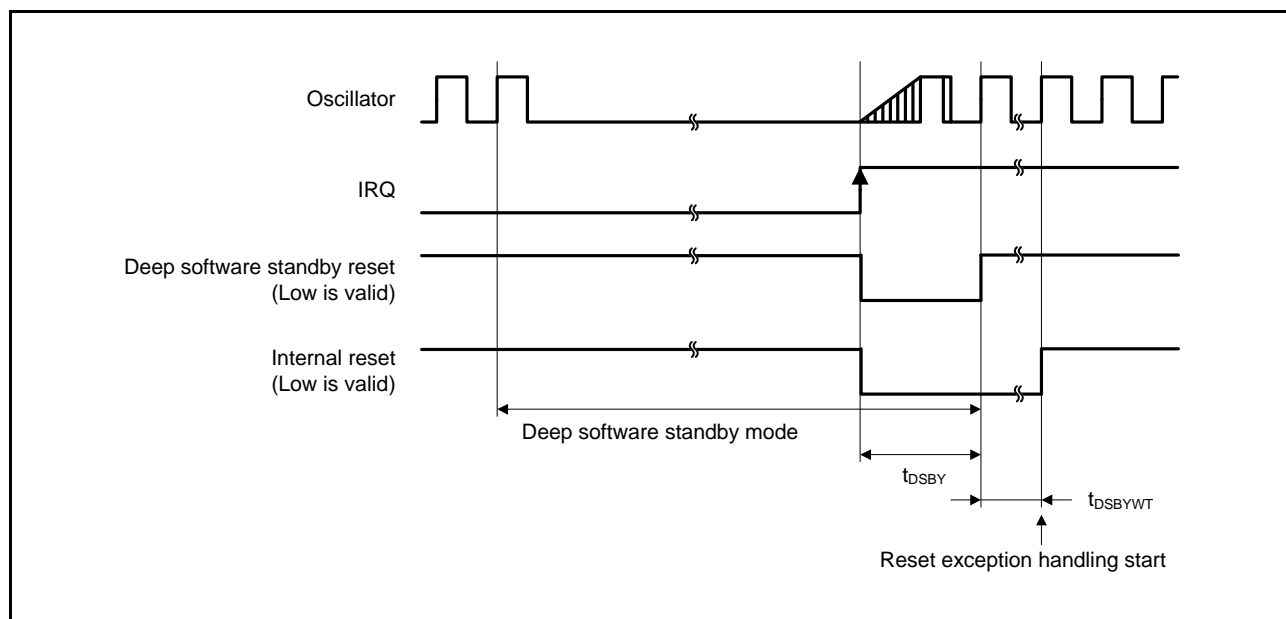 Oscillator
IRQ
Deep software standby reset
(Low is valid)
Internal reset
(Low is valid)
Deep software standby mode
tDSBY
tDSBYWT
Reset exception handling start